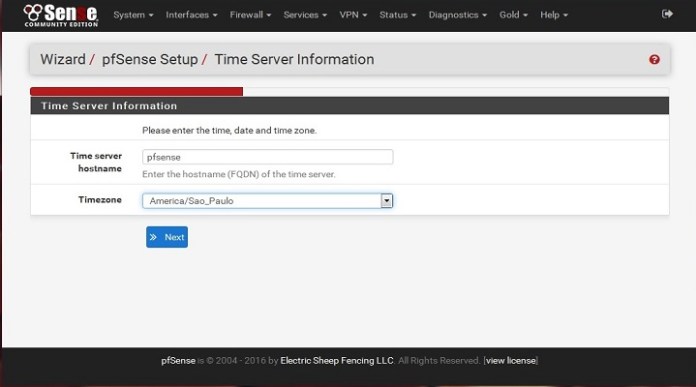 Sense
COMMUNITY EDITION
System Interfaces Firewall Services VPN Status Diagnostics Gold Help
Wizard / pfSense Setup / Time Server Information
Time Server Information
Please enter the time, date and time zone.
Time server hostname
pfsense
Enter the hostname (FQDN) of the time server.
Timezone
America/Sao_Paulo
Next
pfSense is © 2004 - 2016 by Electric Sheep Fencing LLC. All Rights Reserved. [view license]